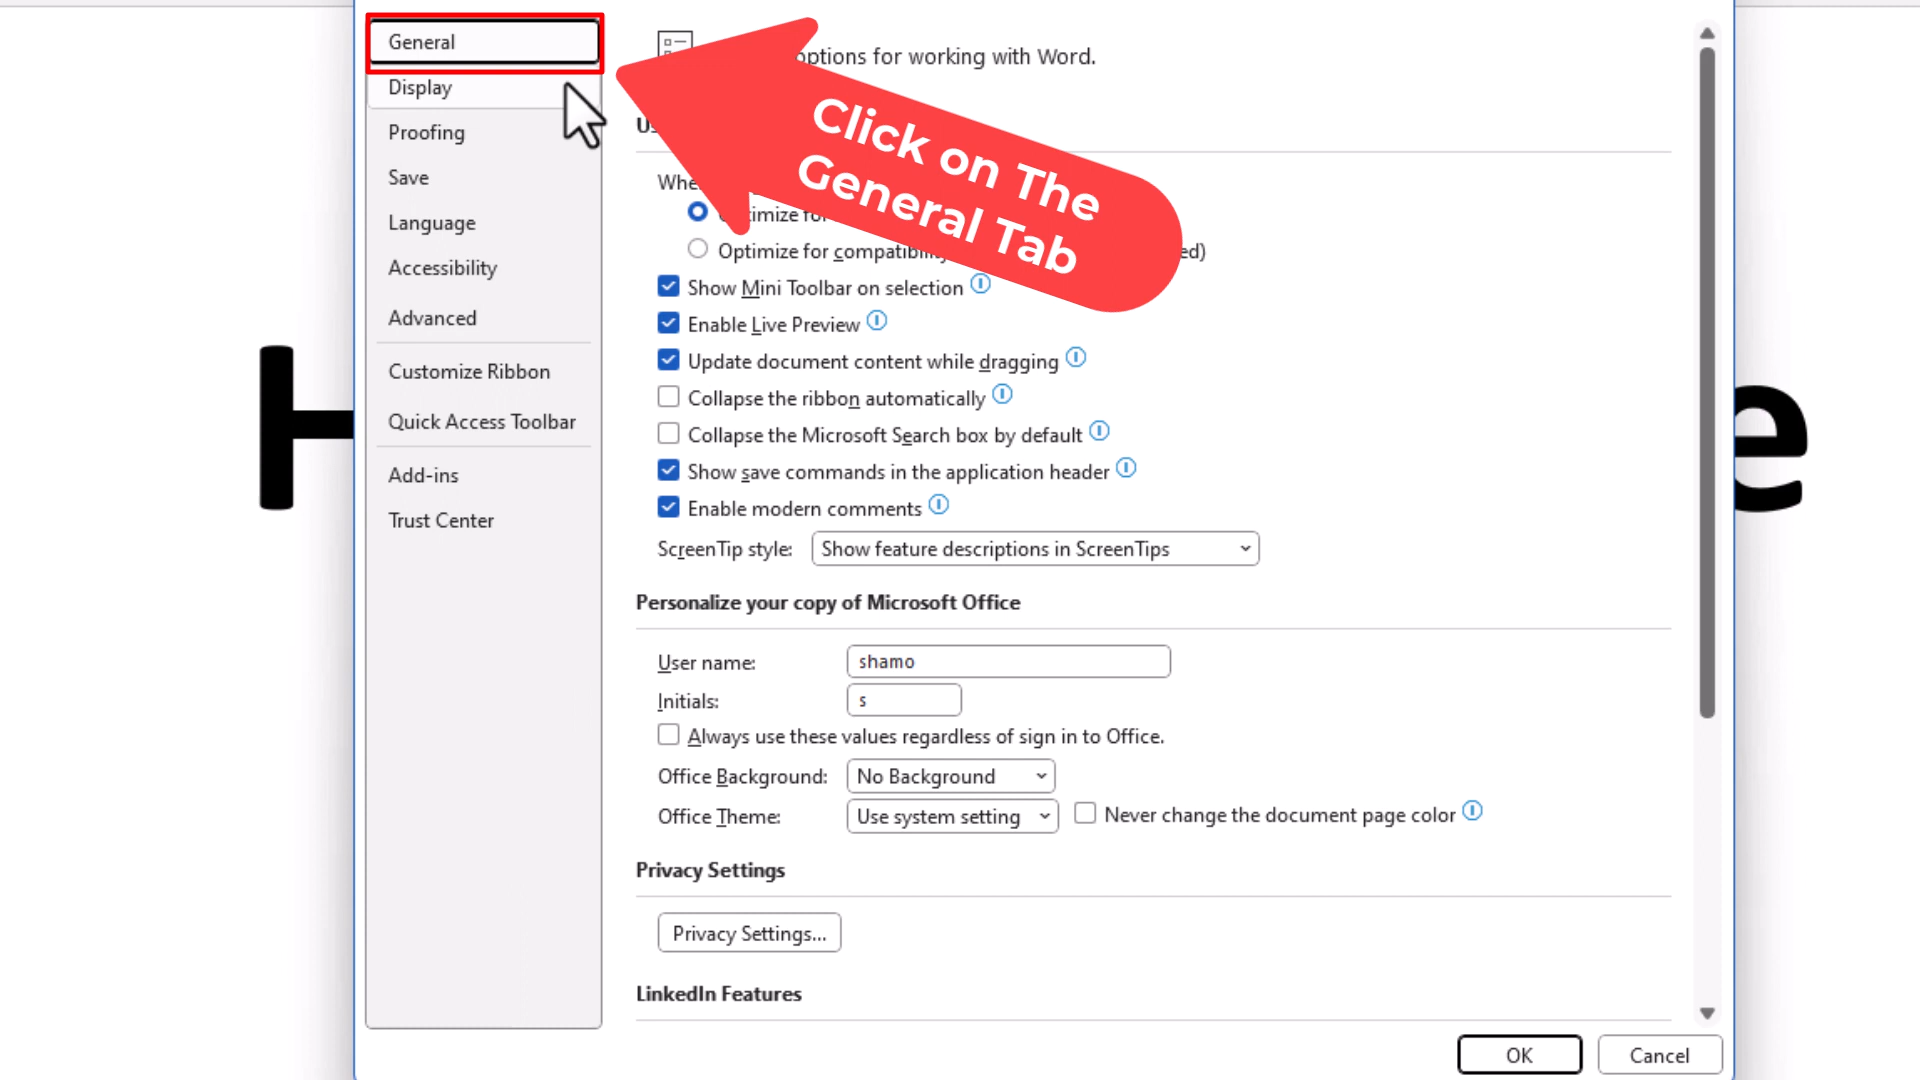 General
Display
Proofing
Save
Language
Accessibility
Advanced
Customize Ribbon
Quick Access Toolbar
Add-ins
Trust Center
options for working with Word.
Click on The
General Tab
Optimize for compatibility
Show Mini Toolbar on selection
Enable Live Preview
Update document content while dragging
Collapse the ribbon automatically
Collapse the Microsoft Search box by default
Show save commands in the application header
Enable modern comments
ScreenTip style: Show feature descriptions in ScreenTips
Personalize your copy of Microsoft Office
User name: shamo
Initials: s
Always use these values regardless of sign in to Office.
Office Background: No Background
Office Theme: Use system setting Never change the document page color
Privacy Settings
Privacy Settings...
LinkedIn Features
OK Cancel
H
e